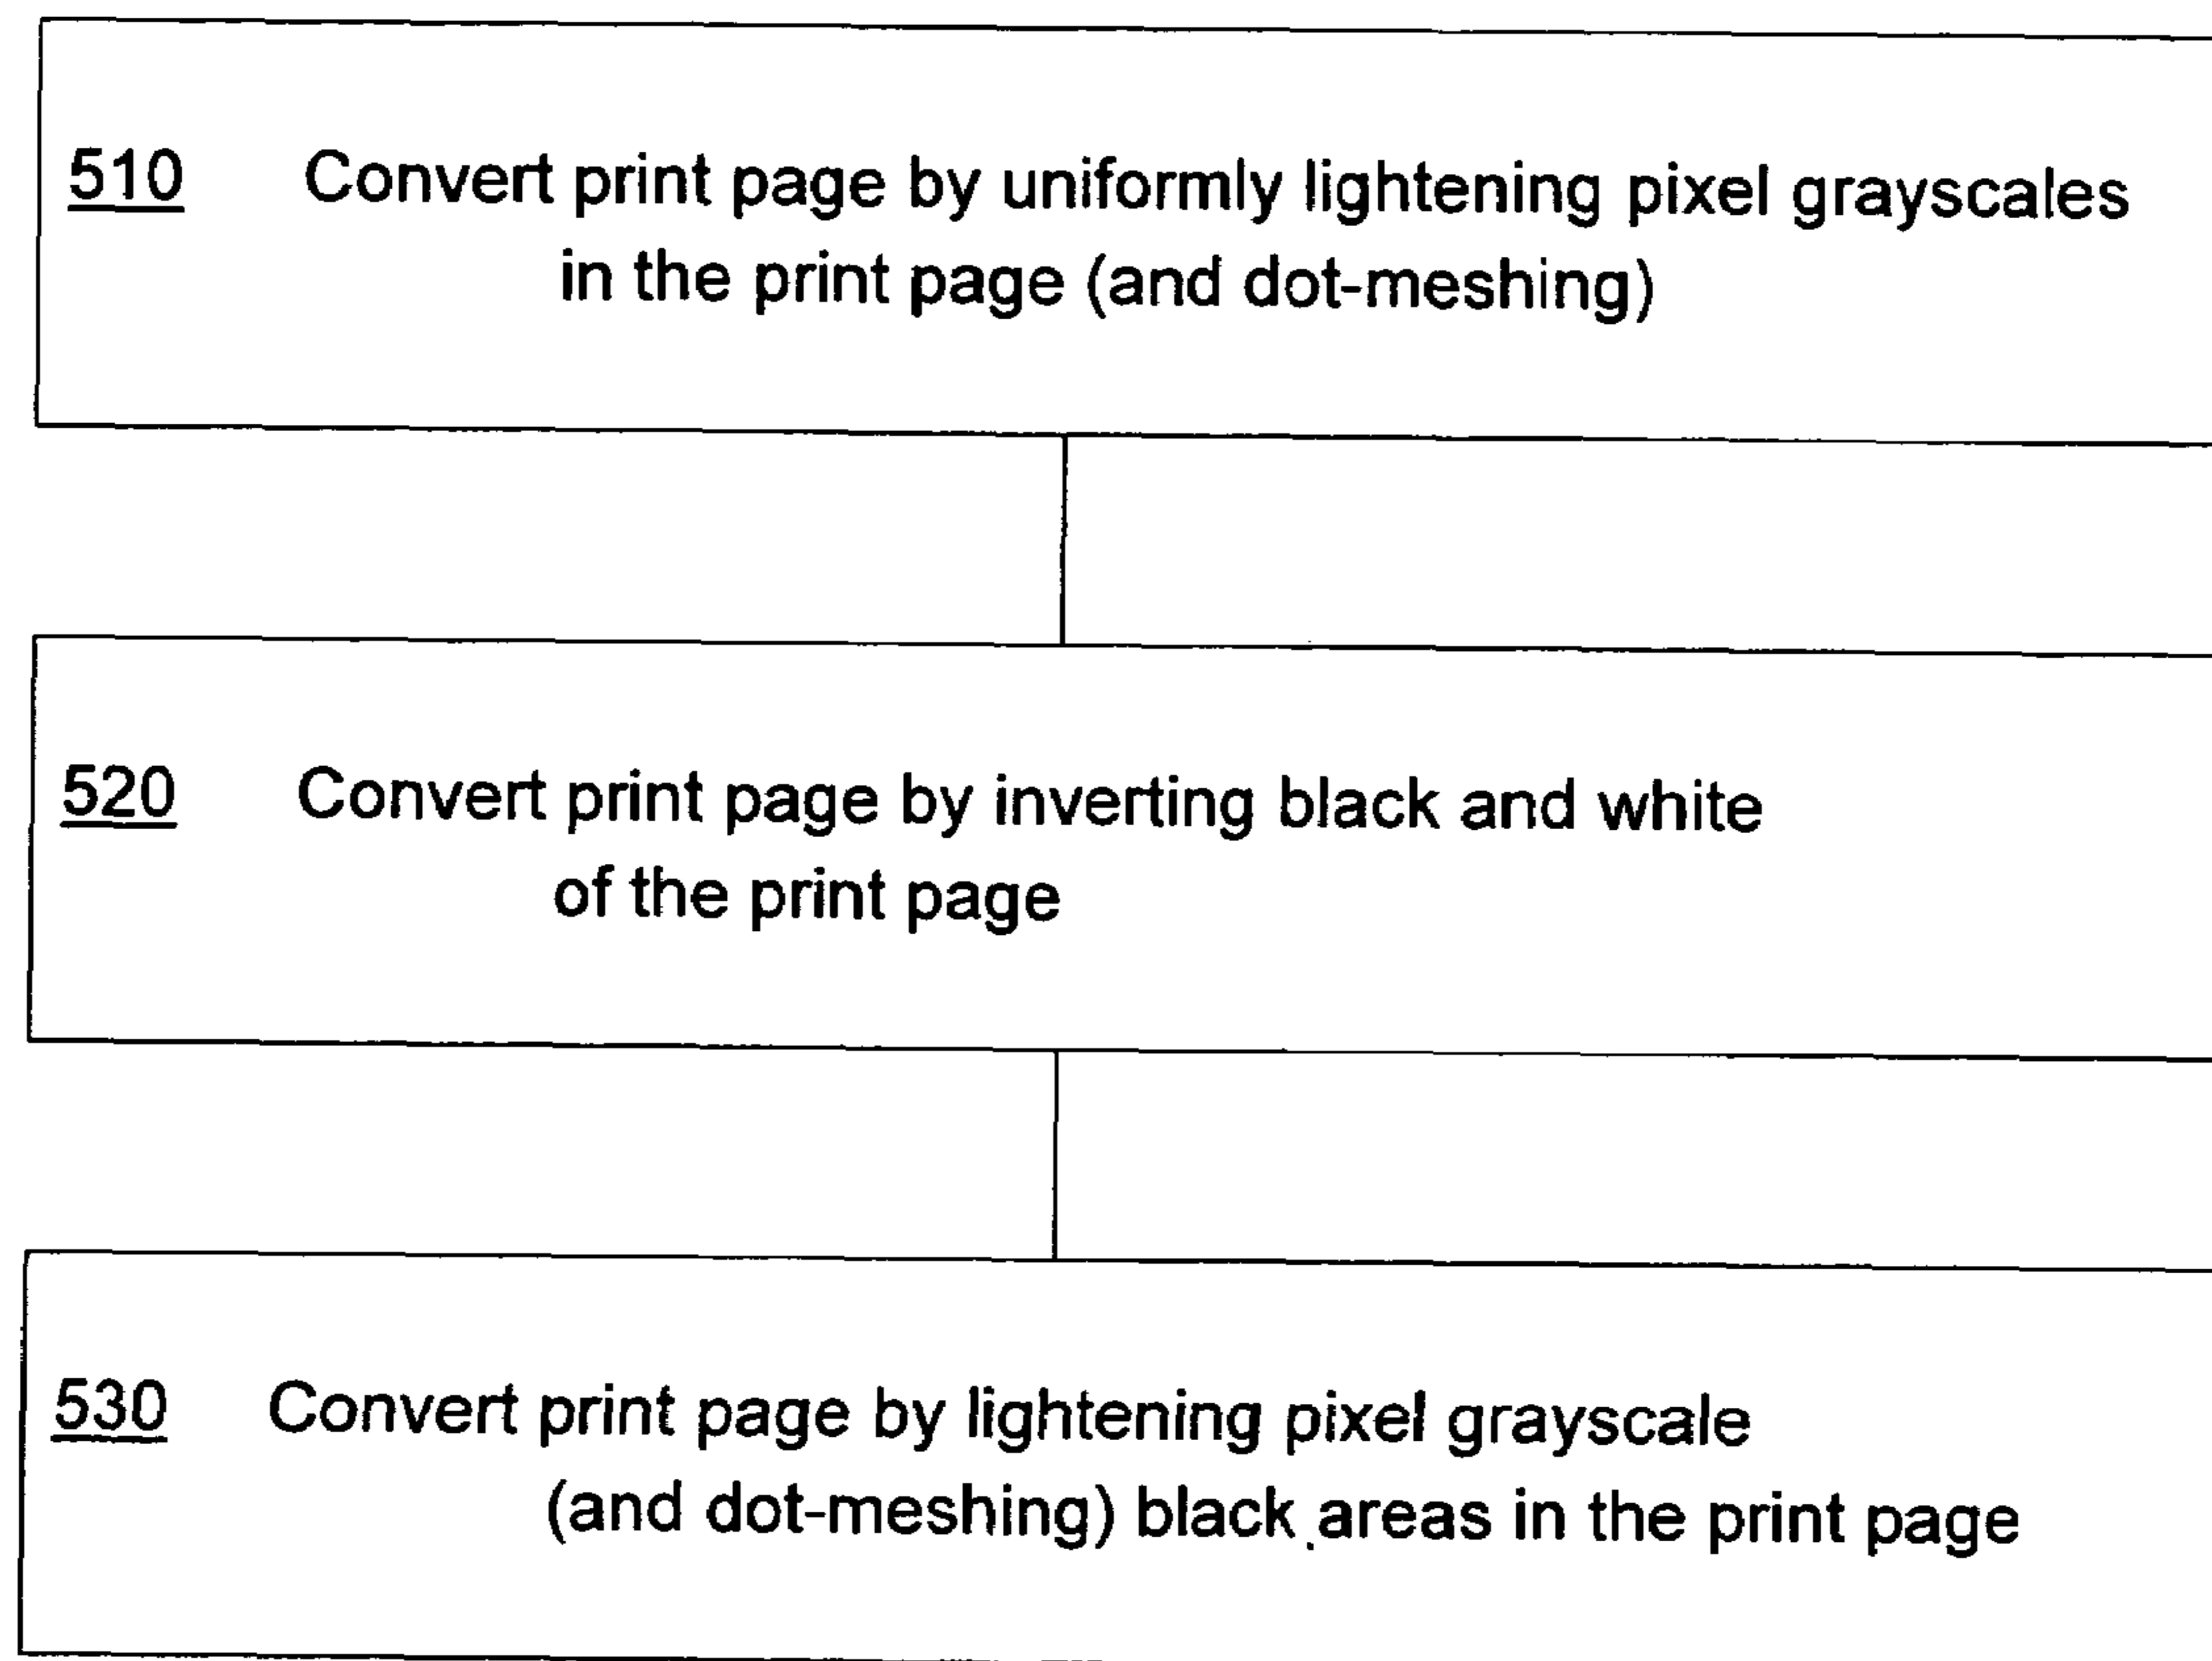 510 Convert print page by uniformly lightening pixel grayscales
in the print page (and dot-meshing)
520 Convert print page by inverting black and white
of the print page
530 Convert print page by lightening pixel grayscale
(and dot-meshing) black areas in the print page